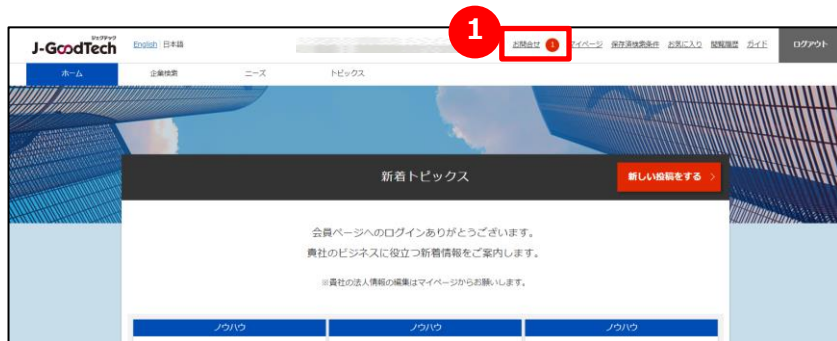 1
ジェグテック
J-GoodTech English 日本語 お問合せ 1 マイページ 保存済検索条件 お気に入り 閲覧履歴 ガイド ログアウト
ホーム 企業検索 ニーズ トピックス
新着トピックス 新しい投稿をする >
会員ページへのログインありがとうございます。
貴社のビジネスに役立つ新着情報をご案内します。
※貴社の法人情報の編集はマイページからお願いします。
ノウハウ ノウハウ ノウハウ